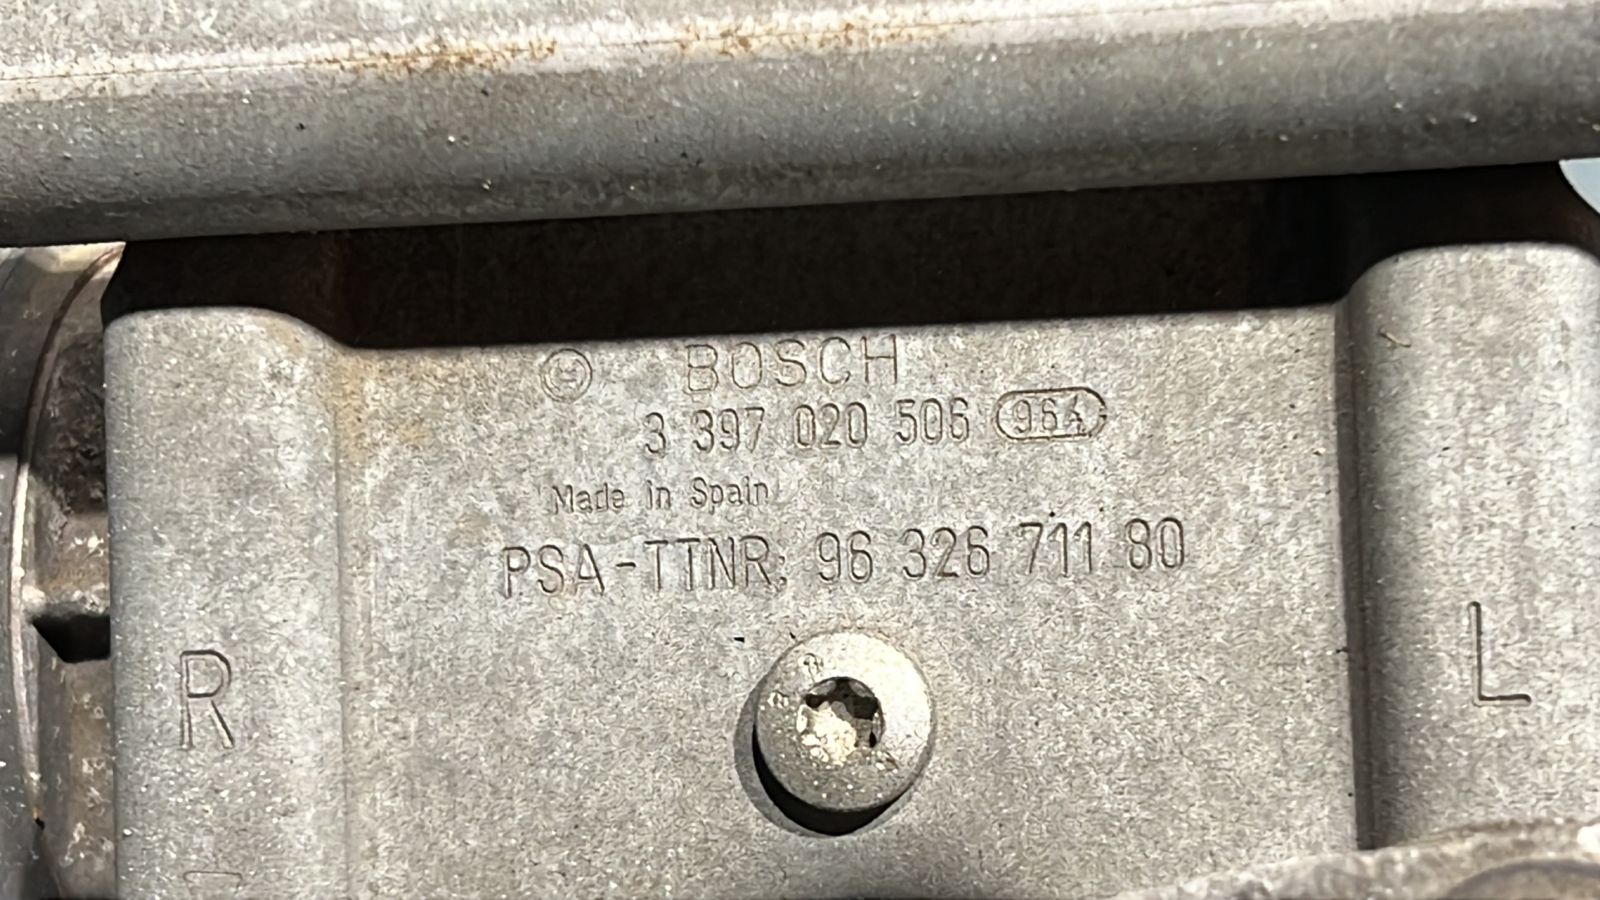 BOSCH
3 397 020 506 964
Made in Spain
PSA-TTNR: 96 326 711 80
R
L